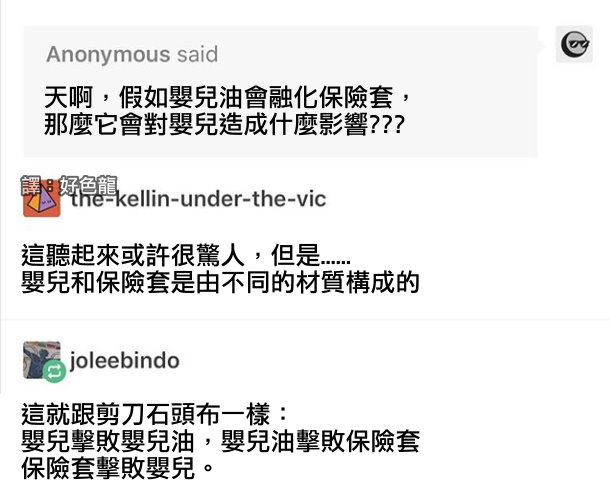 Anonymous said
天啊，假如嬰兒油會融化保險套，
那麼它會對嬰兒造成什麼影響???
譯：好色龍
the-kellin-under-the-vic
這聽起來或許很驚人，但是......
嬰兒和保險套是由不同的材質構成的
joleebindo
這就跟剪刀石頭布一樣：
嬰兒擊敗嬰兒油，嬰兒油擊敗保險套
保險套擊敗嬰兒。